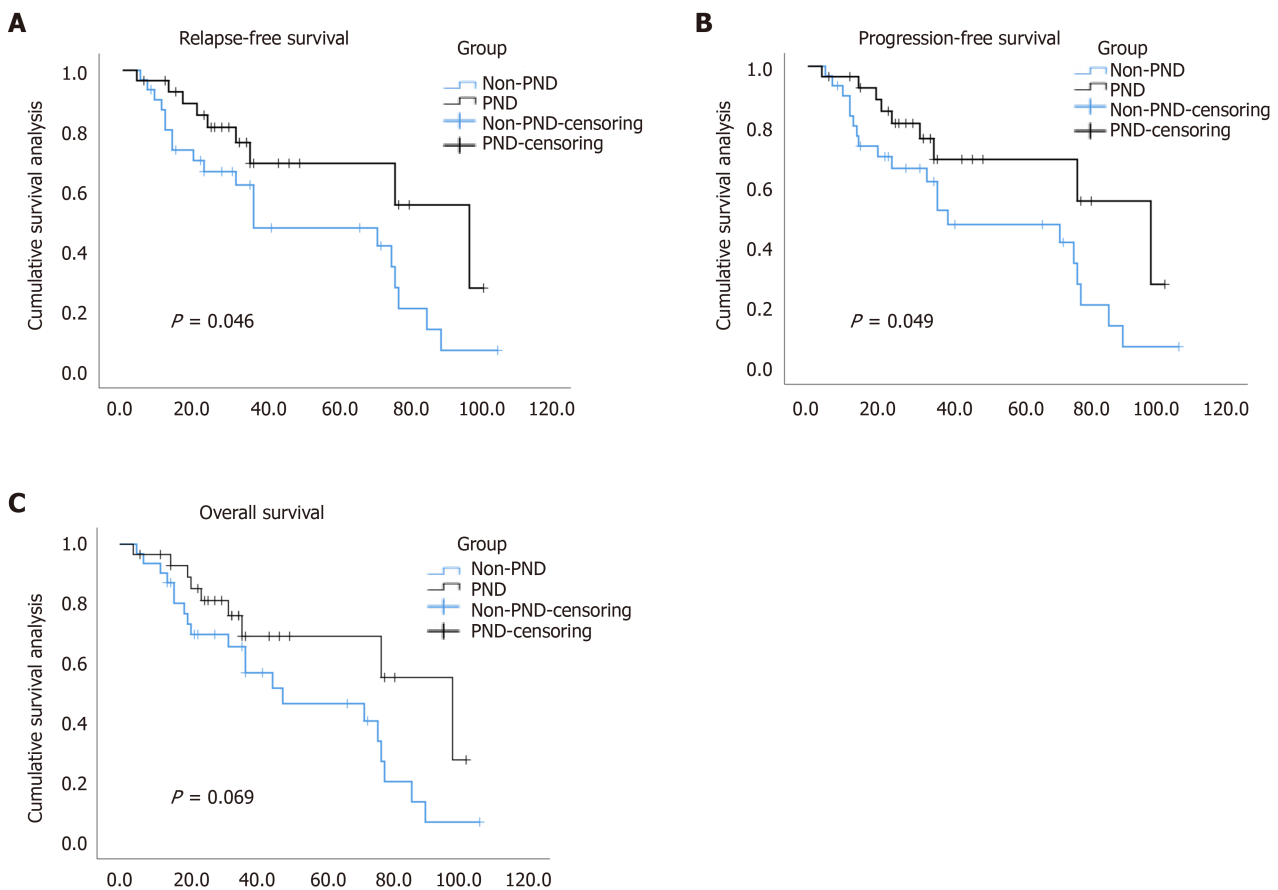 A
Relapse-free survival
Group
Non-PND
PND
Non-PND-censoring
PND-censoring
Cumulative survival analysis
1.0
0.8
0.6
0.4
0.2
0.0
P = 0.046
0.0 20.0 40.0 60.0 80.0 100.0 120.0
B
Progression-free survival
Group
Non-PND
PND
Non-PND-censoring
PND-censoring
Cumulative survival analysis
1.0
0.8
0.6
0.4
0.2
0.0
P = 0.049
0.0 20.0 40.0 60.0 80.0 100.0 120.0
C
Overall survival
Group
Non-PND
PND
Non-PND-censoring
PND-censoring
Cumulative survival analysis
1.0
0.8
0.6
0.4
0.2
0.0
P = 0.069
0.0 20.0 40.0 60.0 80.0 100.0 120.0